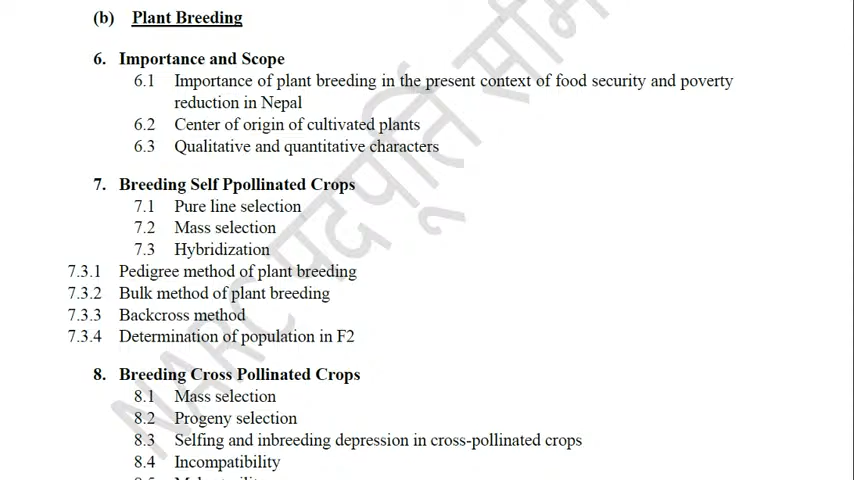 (b) Plant Breeding
6. Importance and Scope
6.1 Importance of plant breeding in the present context of food security and poverty
reduction in Nepal
6.2 Center of origin of cultivated plants
6.3 Qualitative and quantitative characters
7. Breeding Self Ppollinated Crops
7.1 Pure line selection
7.2 Mass selection
7.3 Hybridization
7.3.1 Pedigree method of plant breeding
7.3.2 Bulk method of plant breeding
7.3.3 Backcross method
7.3.4 Determination of population in F2
8. Breeding Cross Pollinated Crops
8.1 Mass selection
8.2 Progeny selection
8.3 Selfing and inbreeding depression in cross-pollinated crops
8.4 Incompatibility
NARC पदपूर्ति